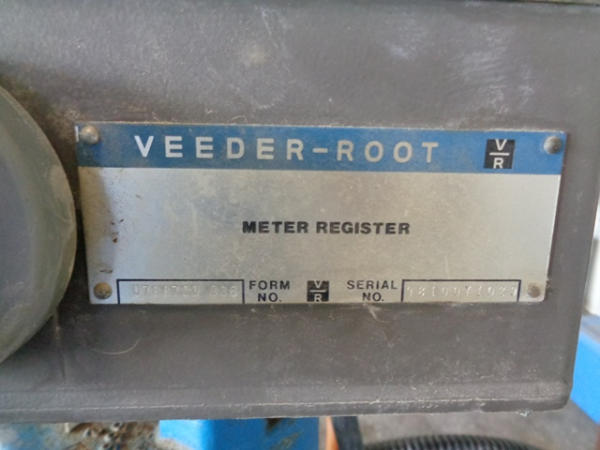 VEEDER-ROOT V/R
METER REGISTER
FORM NO. V/R SERIAL NO.